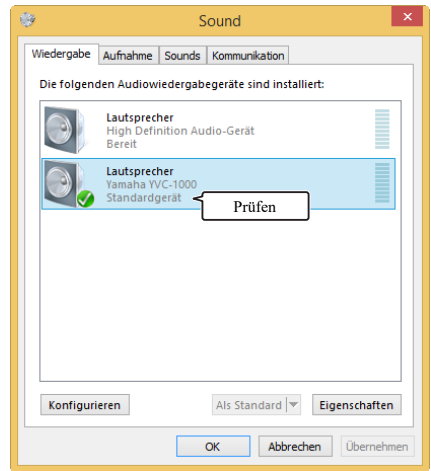 Sound
Wiedergabe Aufnahme Sounds Kommunikation
Die folgenden Audiowiedergabegeräte sind installiert:
Lautsprecher
High Definition Audio-Gerät
Bereit
Lautsprecher
Yamaha YVC-1000
Standardgerät
Prüfen
Konfigurieren Als Standard Eigenschaften
OK Abbrechen Übernehmen